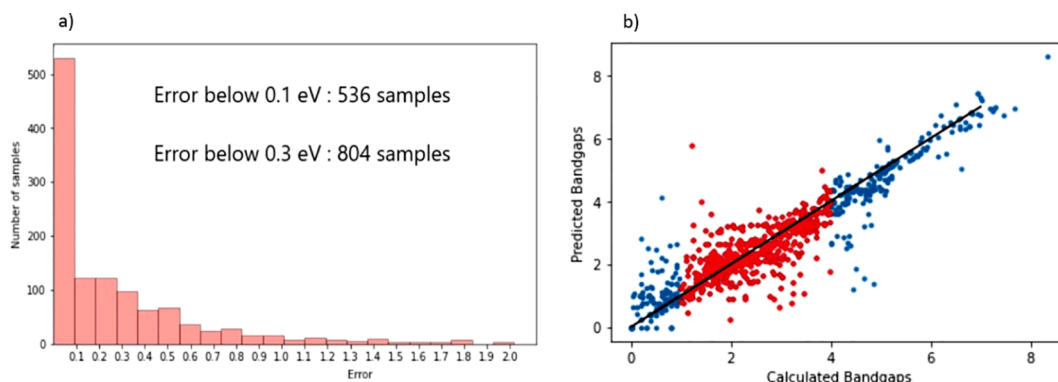 a)
Number of samples
500
400
300
200
100
0
Error below 0.1 eV : 536 samples
Error below 0.3 eV : 804 samples
0.1 0.2 0.3 0.4 0.5 0.6 0.7 0.8 0.9 1.0 1.1 1.2 1.3 1.4 1.5 1.6 1.7 1.8 1.9 2.0
Error
b)
Predicted Bandgaps
8
6
4
2
0
0 2 4 6 8
Calculated Bandgaps